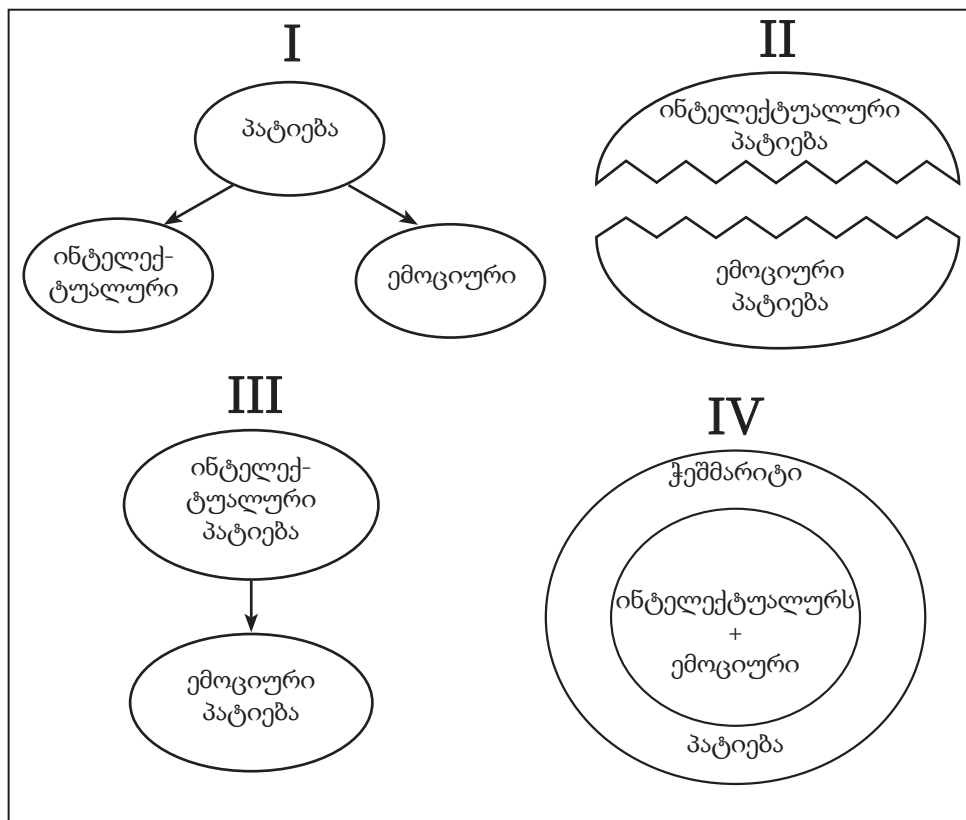 I
პატიება
ინტელექ-
ტუალური
ემოციური
II
ინტელექტუალური
პატიება
ემოციური
პატიება
III
ინტელექ-
ტუალური
პატიება
ემოციური
პატიება
IV
ჭეშმარიტი
ინტელექტუალურს
+
ემოციური
პატიება